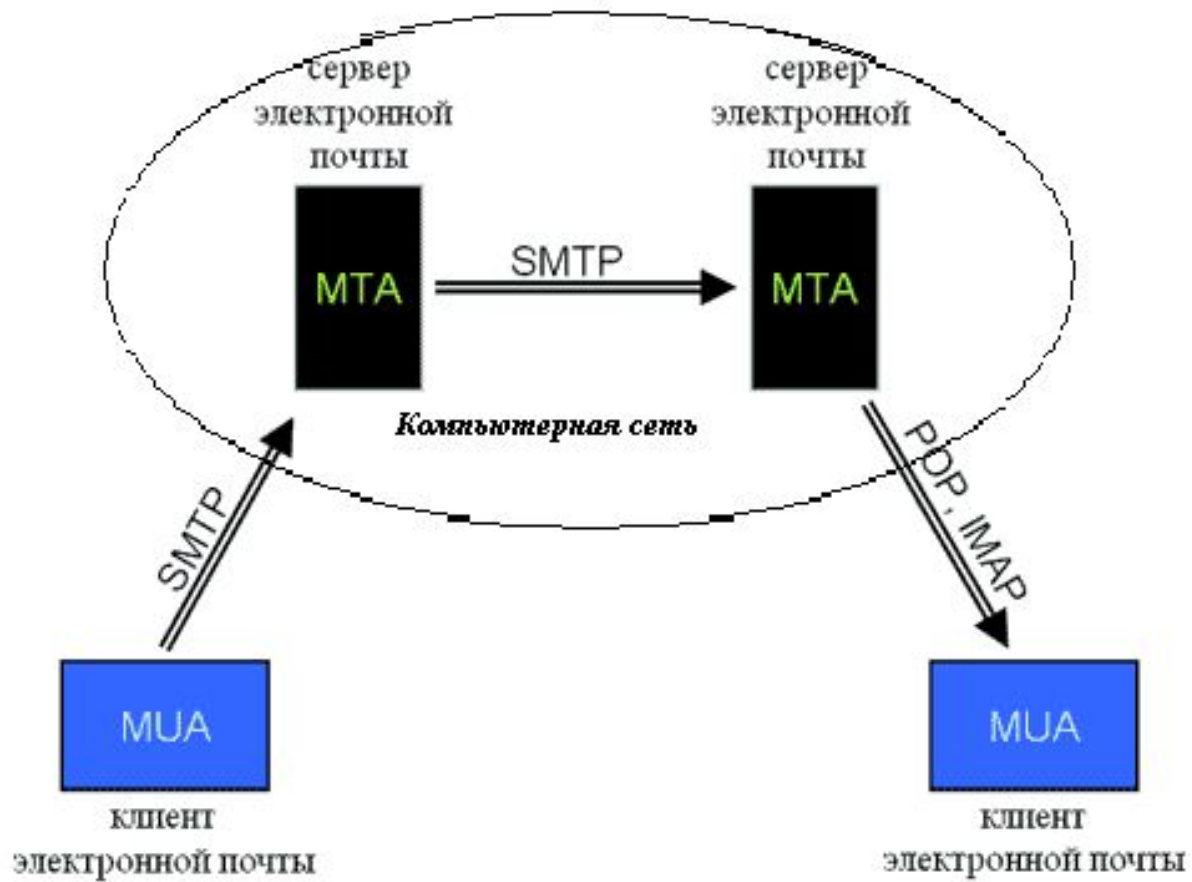 сервер
электронной
почты
сервер
электронной
почты
MTA
SMTP
MTA
Компьютерная сеть
SMTP
POP, IMAP
MUA
MUA
клиент
электронной почты
клиент
электронной почты